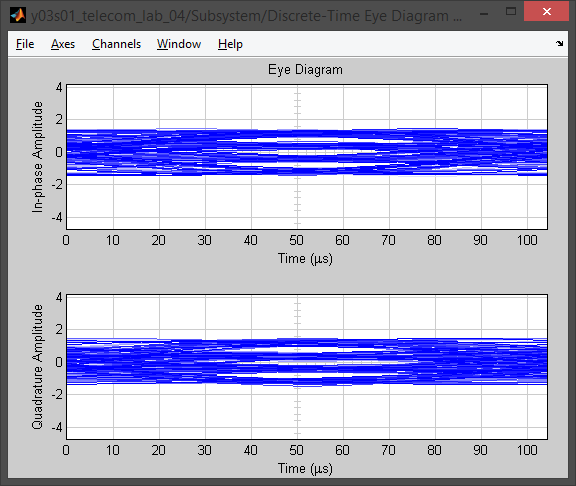 y03s01_telecom_lab_04/Subsystem/Discrete-Time Eye Diagram ...
File Axes Channels Window Help
Eye Diagram
In-phase Amplitude
4
2
0
-2
-4
0 10 20 30 40 50 60 70 80 90 100
Time (µs)
Quadrature Amplitude
4
2
0
-2
-4
0 10 20 30 40 50 60 70 80 90 100
Time (µs)